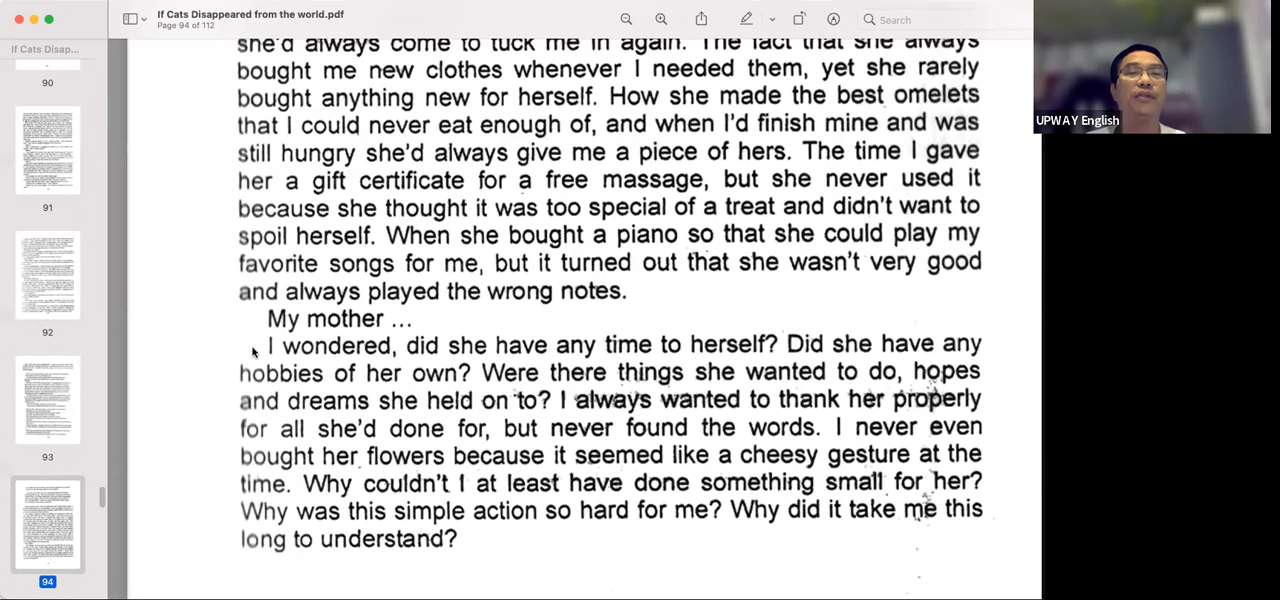 If Cats Disappeared from the world.pdf
Page 94 of 112
Search
If Cats Disap...
90
91
92
93
94
UPWAY English
she'd always come to tuck me in again. The fact that she always
bought me new clothes whenever I needed them, yet she rarely
bought anything new for herself. How she made the best omelets
that I could never eat enough of, and when I'd finish mine and was
still hungry she'd always give me a piece of hers. The time I gave
her a gift certificate for a free massage, but she never used it
because she thought it was too special of a treat and didn't want to
spoil herself. When she bought a piano so that she could play my
favorite songs for me, but it turned out that she wasn't very good
and always played the wrong notes.
My mother ...
I wondered, did she have any time to herself? Did she have any
hobbies of her own? Were there things she wanted to do, hopes
and dreams she held on to? I always wanted to thank her properly
for all she'd done for, but never found the words. I never even
bought her flowers because it seemed like a cheesy gesture at the
time. Why couldn't I at least have done something small for her?
Why was this simple action so hard for me? Why did it take me this
long to understand?